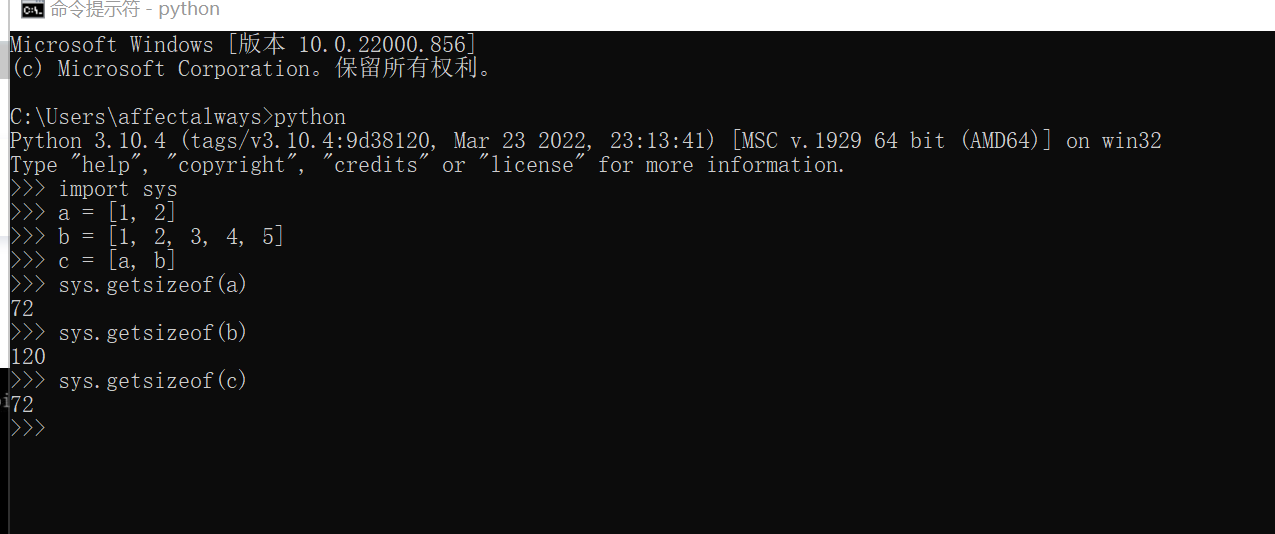 命令提示符 - python
Microsoft Windows [版本 10.0.22000.856]
(c) Microsoft Corporation。保留所有权利。
C:\Users\affectalways>python
Python 3.10.4 (tags/v3.10.4:9d38120, Mar 23 2022, 23:13:41) [MSC v.1929 64 bit (AMD64)] on win32
Type "help", "copyright", "credits" or "license" for more information.
>>> import sys
>>> a = [1, 2]
>>> b = [1, 2, 3, 4, 5]
>>> c = [a, b]
>>> sys.getsizeof(a)
72
>>> sys.getsizeof(b)
120
>>> sys.getsizeof(c)
72
>>>